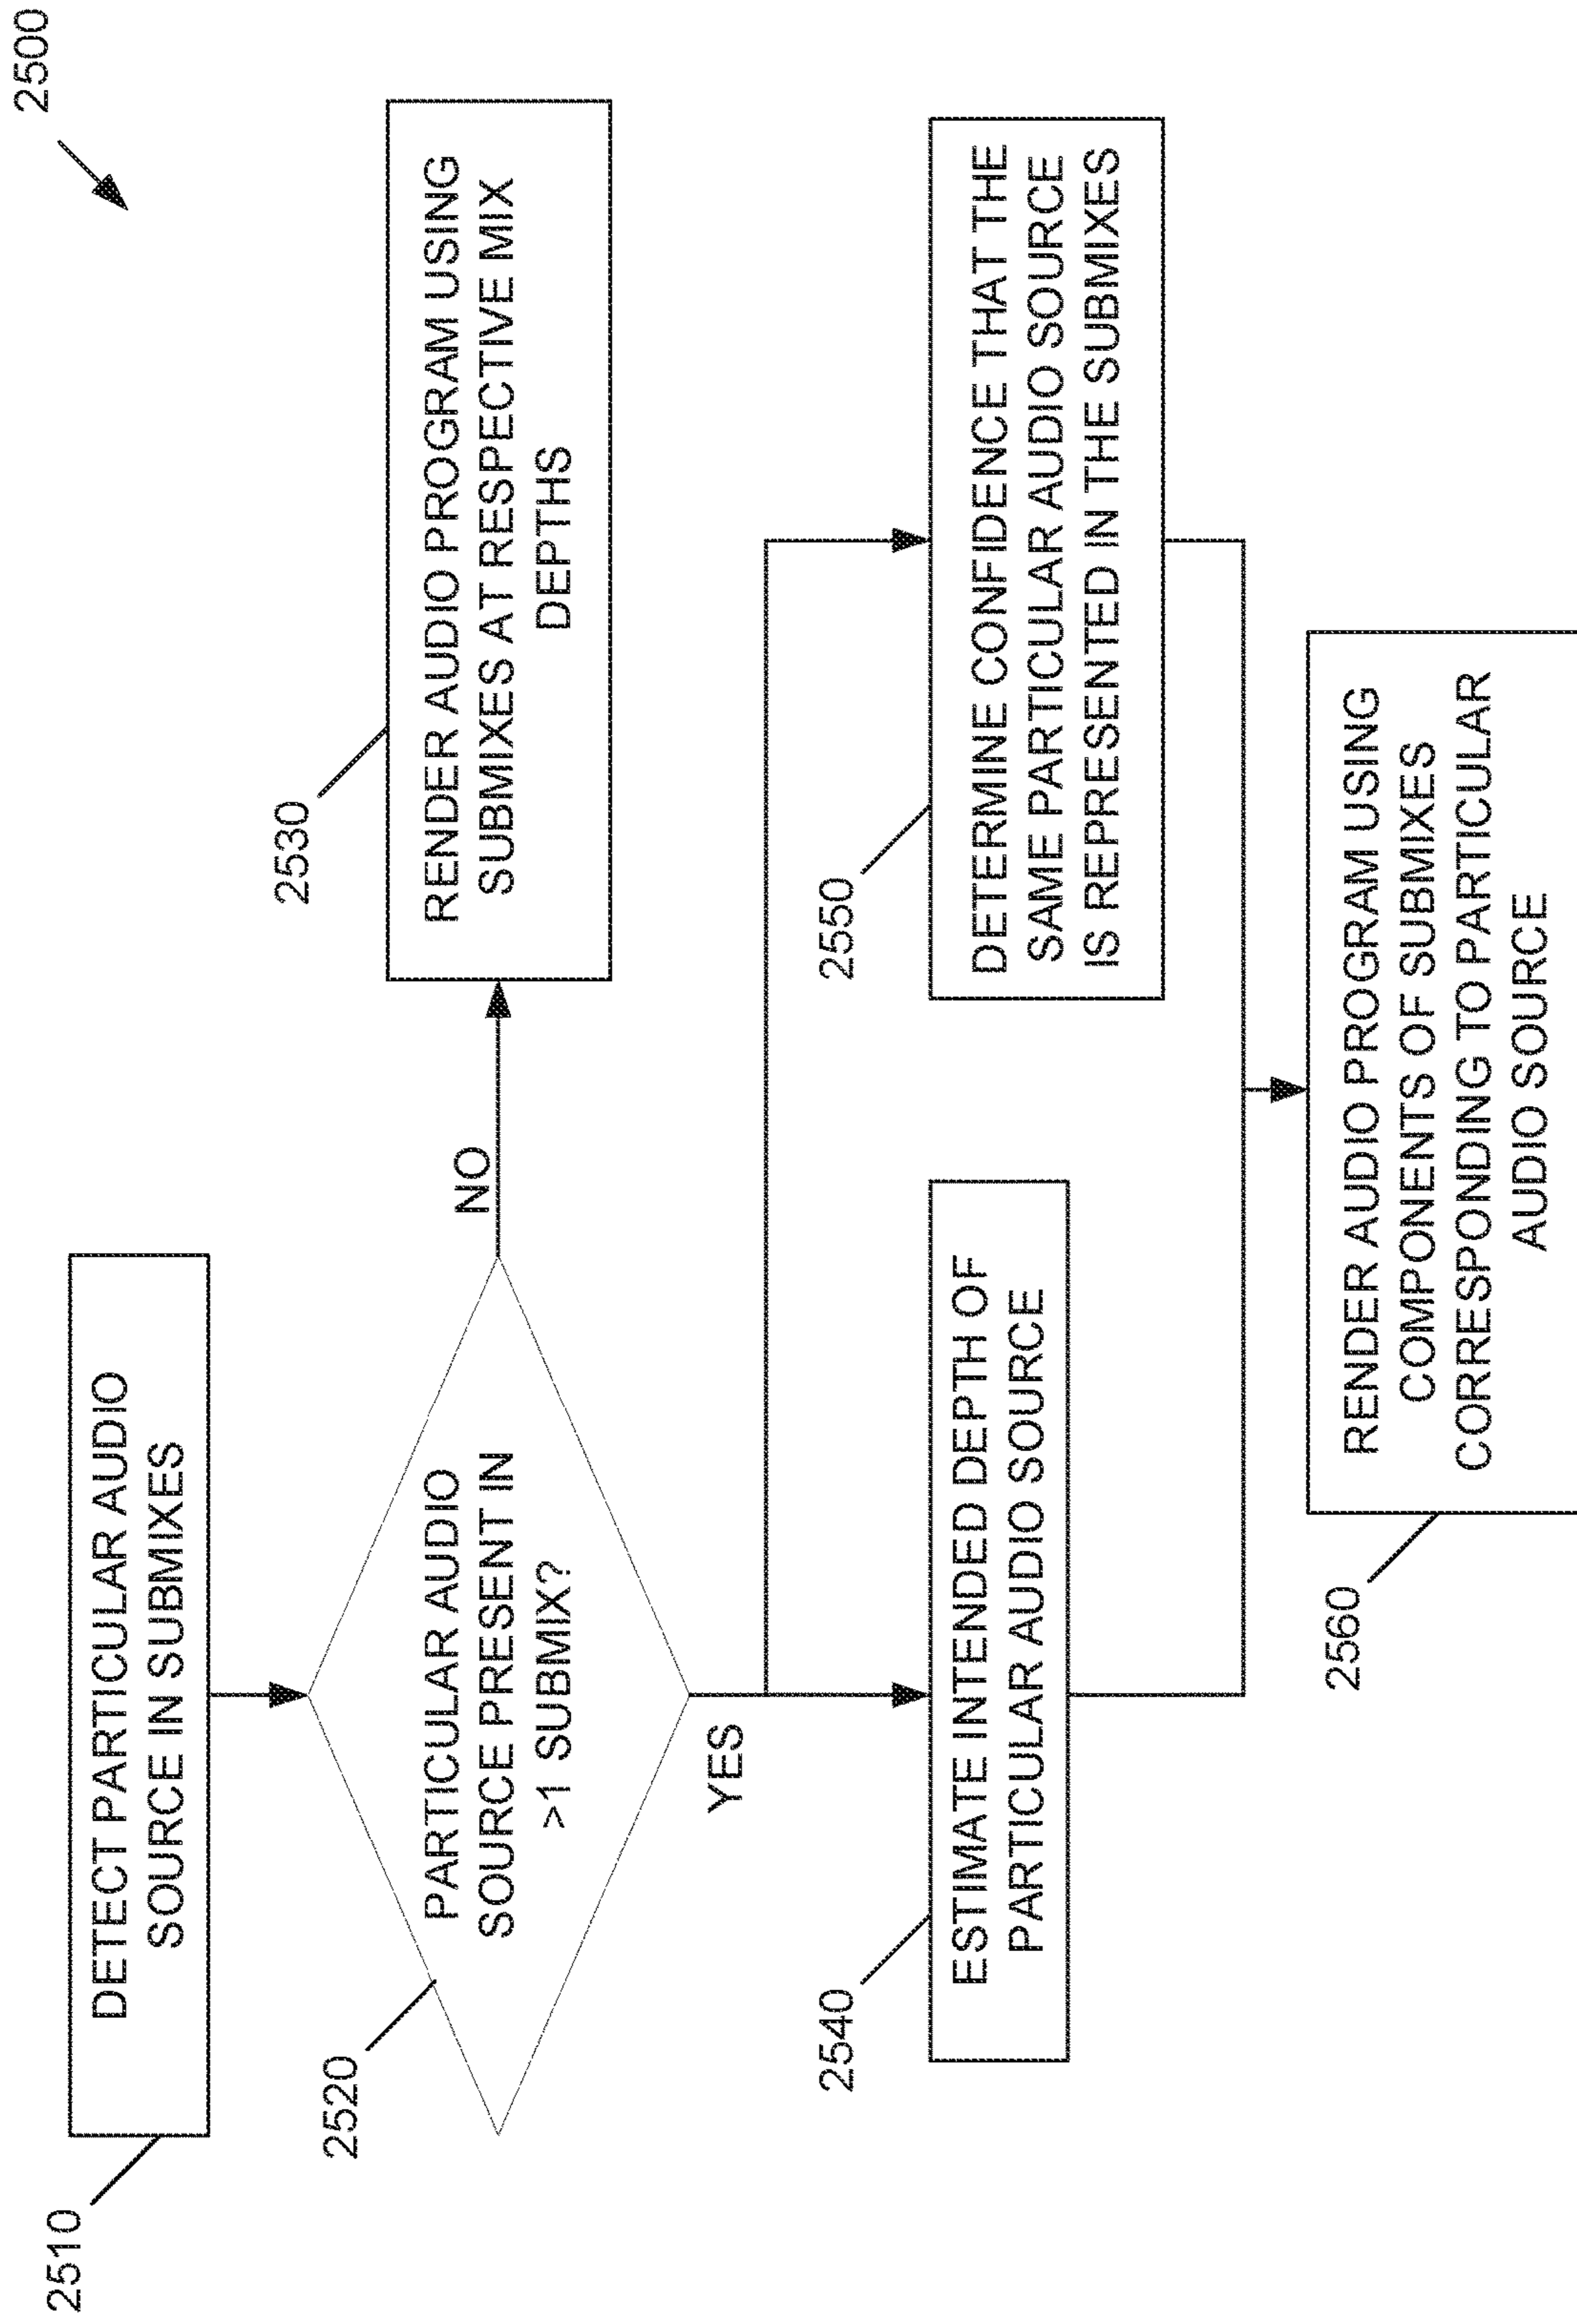 2500
2510
DETECT PARTICULAR AUDIO
SOURCE IN SUBMIXES
2520
PARTICULAR AUDIO
SOURCE PRESENT IN
>1 SUBMIX?
NO
2530
RENDER AUDIO PROGRAM USING
SUBMIXES AT RESPECTIVE MIX
DEPTHS
YES
2540
ESTIMATE INTENDED DEPTH OF
PARTICULAR AUDIO SOURCE
2550
DETERMINE CONFIDENCE THAT THE
SAME PARTICULAR AUDIO SOURCE
IS REPRESENTED IN THE SUBMIXES
2560
RENDER AUDIO PROGRAM USING
COMPONENTS OF SUBMIXES
CORRESPONDING TO PARTICULAR
AUDIO SOURCE